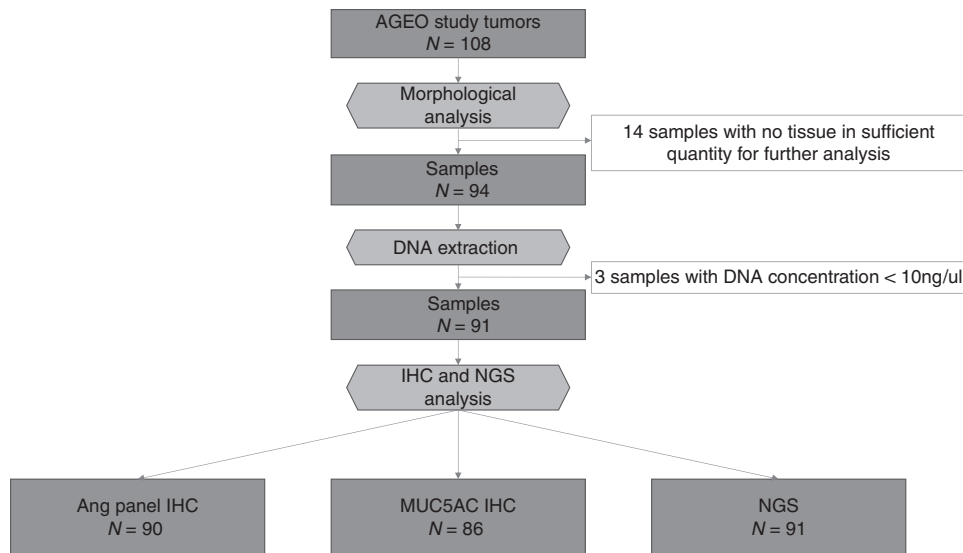 AGEO study tumors
N = 108
Morphological
analysis
14 samples with no tissue in sufficient
quantity for further analysis
Samples
N = 94
DNA extraction
3 samples with DNA concentration < 10ng/ul
Samples
N = 91
IHC and NGS
analysis
Ang panel IHC
N = 90
MUC5AC IHC
N = 86
NGS
N = 91